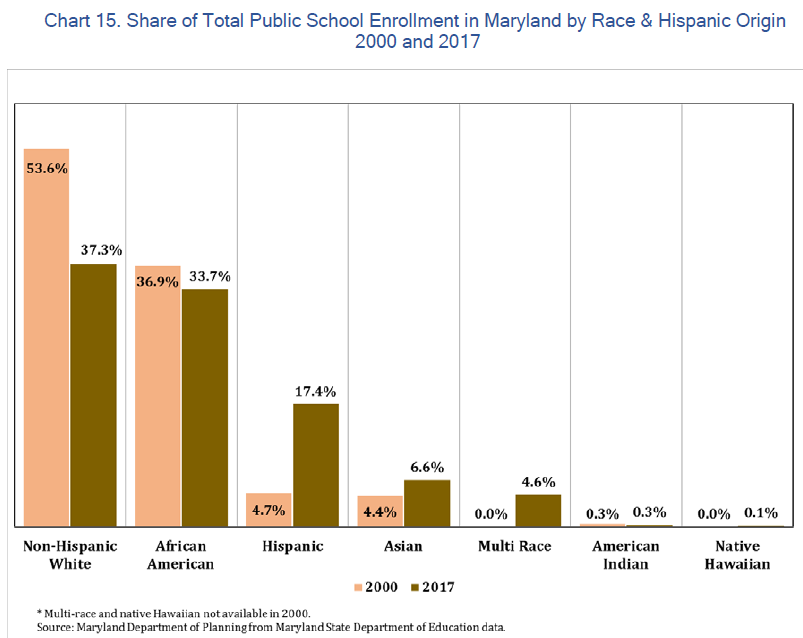 Chart 15. Share of Total Public School Enrollment in Maryland by Race & Hispanic Origin
2000 and 2017
53.6%
37.3%
36.9%
33.7%
4.7%
17.4%
4.4%
6.6%
0.0%
4.6%
0.3%
0.3%
0.0%
0.1%
Non-Hispanic
White
African
American
Hispanic
Asian
Multi Race
American
Indian
Native
Hawaiian
2000
2017
* Multi-race and native Hawaiian not available in 2000.
Source: Maryland Department of Planning from Maryland State Department of Education data.